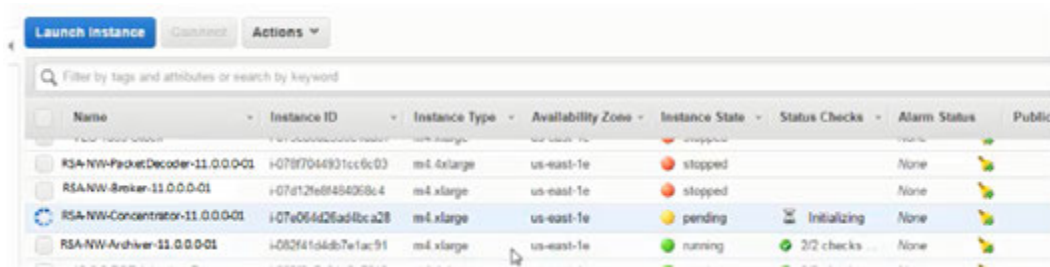 Launch Instance Connect Actions
Filter by tags and attributes or search by keyword
Name Instance ID Instance Type Availability Zone Instance State Status Checks Alarm Status Public
stopped
RSA-NW-PacketDecoder-11.0.0.0-01 m4.4xlarge us-east-1e stopped None
RSA-NW-Broker-11.0.0.0-01 i-07d12fe8f464068c4 m4.xlarge us-east-1e stopped None
RSA-NW-Concentrator-11.0.0.0-01 i-07e064d26ad4bca28 m4.xlarge us-east-1e pending Initializing None
RSA-NW-Archiver-11.0.0.0-01 i-082f41d4db7e1ac91 m4.xlarge us-east-1e running 2/2 checks ... None